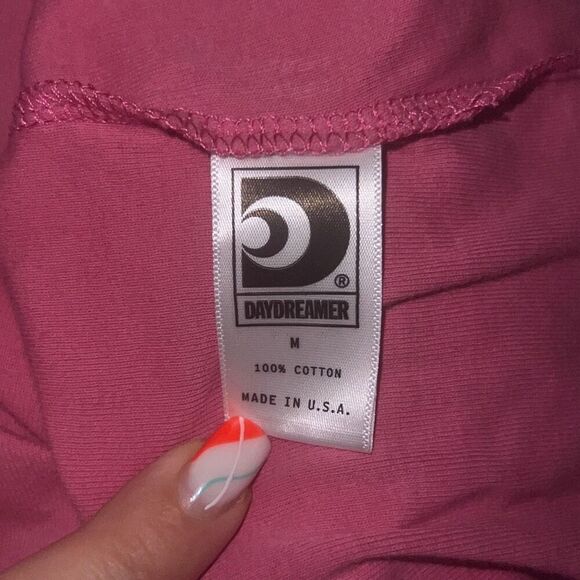 ®
DAYDREAMER
M
100% COTTON
MADE IN U.S.A.